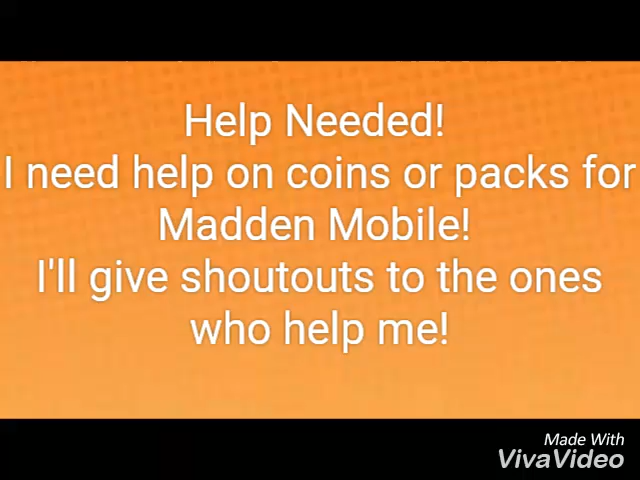 Help Needed!
I need help on coins or packs for
Madden Mobile!
I'll give shoutouts to the ones
who help me!
Made With
VivaVideo